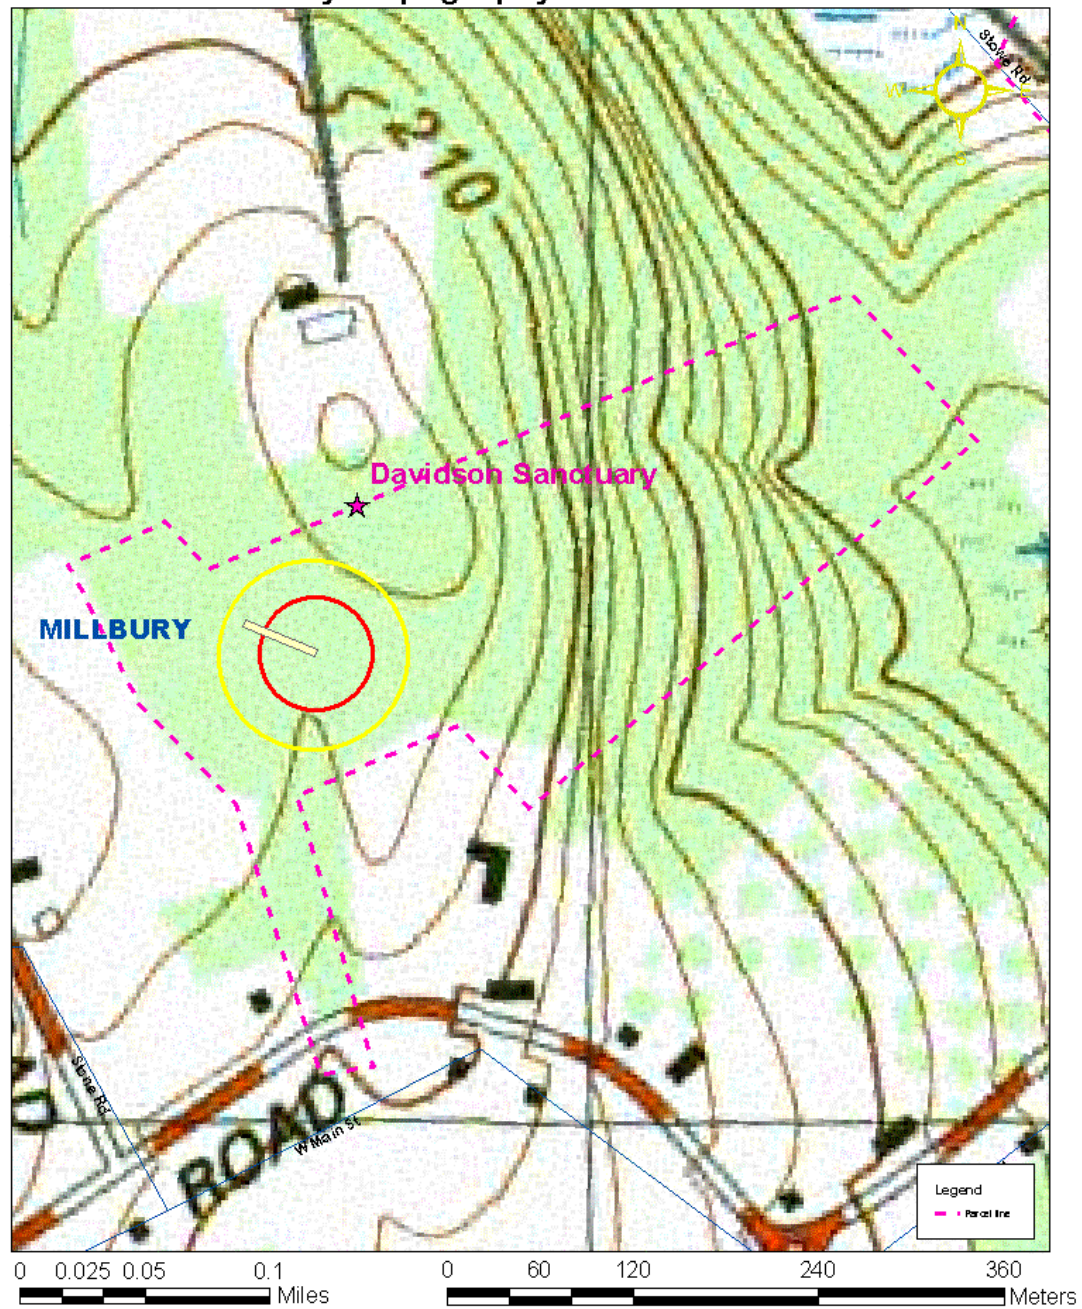 Stowe Rd
N
W
S
210
Davidson Sanctuary
MILLBURY
Stone Rd
ROAD
W Main St
Legend
Parcel line
0 0.025 0.05 0.1 Miles
0 60 120 240 360 Meters